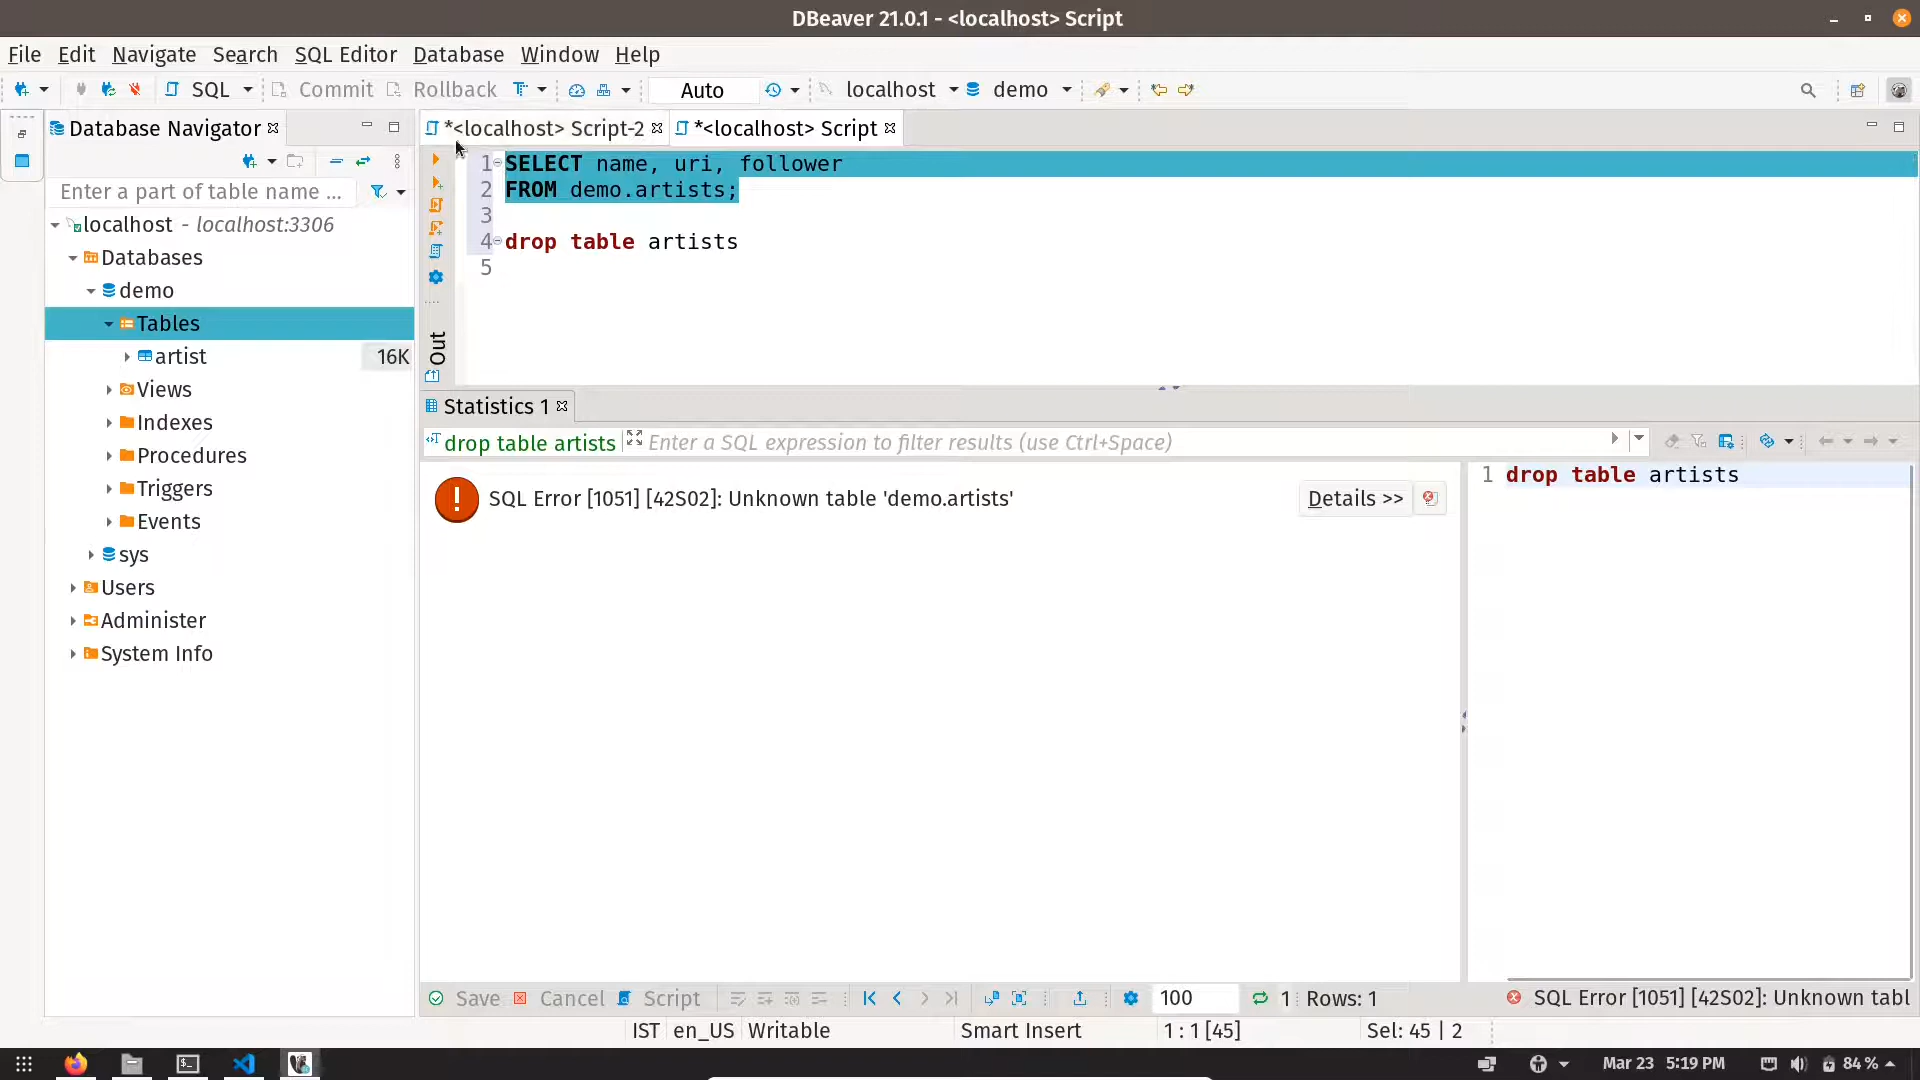 DBeaver 21.0.1 - <localhost> Script
File Edit Navigate Search SQL Editor Database Window Help
SQL Commit Rollback Auto localhost demo
Database Navigator
Enter a part of table name ...
localhost - localhost:3306
Databases
demo
Tables
artist 16K
Views
Indexes
Procedures
Triggers
Events
sys
Users
Administer
System Info
*<localhost> Script-2 *<localhost> Script
1 SELECT name, uri, follower
2 FROM demo.artists;
3
4 drop table artists
5
Out
Statistics 1
drop table artists Enter a SQL expression to filter results (use Ctrl+Space)
SQL Error [1051] [42S02]: Unknown table 'demo.artists' Details >>
1 drop table artists
Save Cancel Script 100 1 Rows: 1 SQL Error [1051] [42S02]: Unknown tabl
IST en_US Writable Smart Insert 1 : 1 [45] Sel: 45 | 2
Mar 23 5:19 PM 84 %